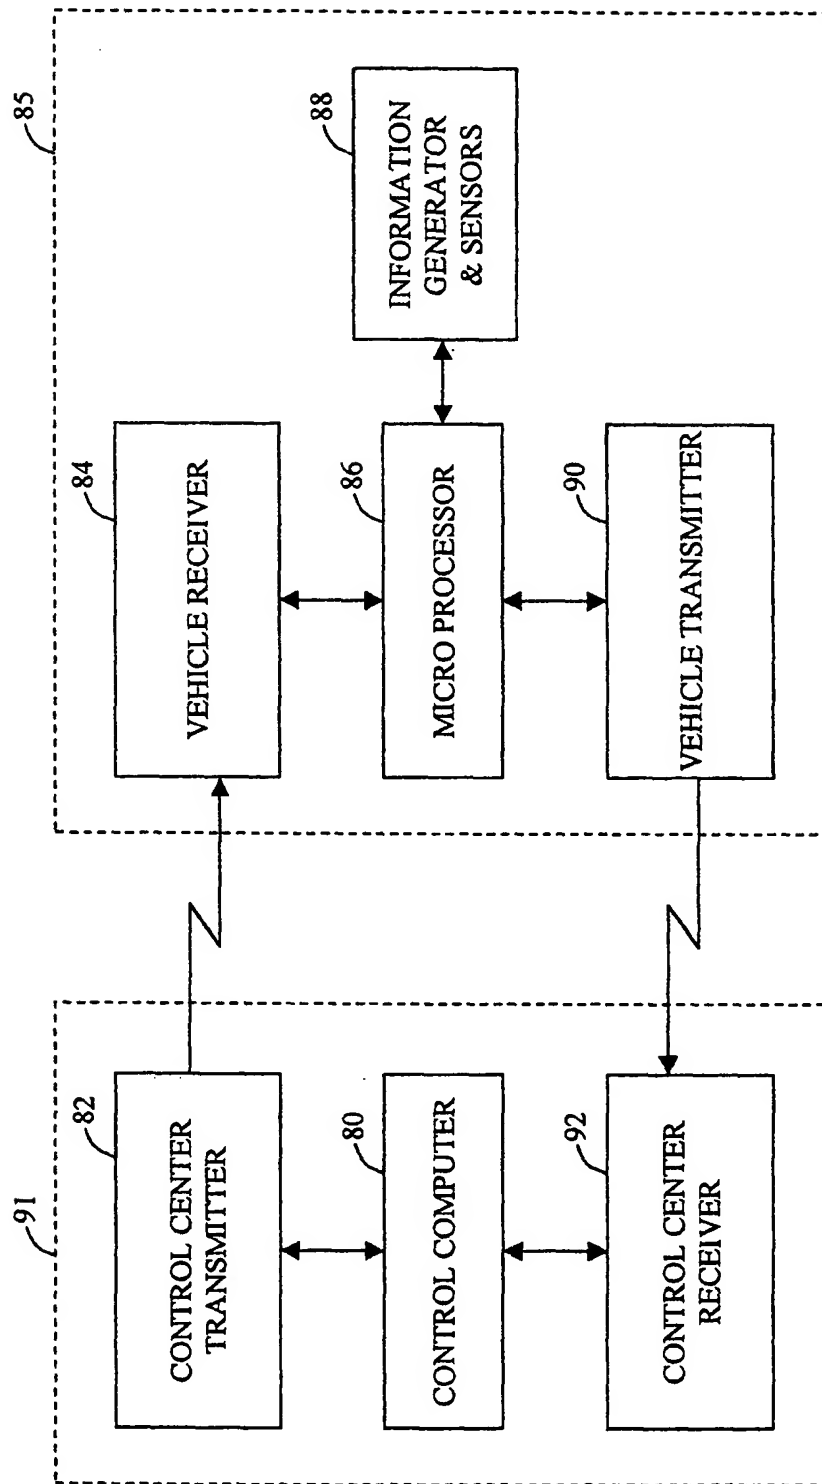 91
82
CONTROL CENTER
TRANSMITTER
80
CONTROL COMPUTER
92
CONTROL CENTER
RECEIVER
85
84
VEHICLE RECEIVER
86
MICRO PROCESSOR
88
INFORMATION
GENERATOR
& SENSORS
90
VEHICLE TRANSMITTER